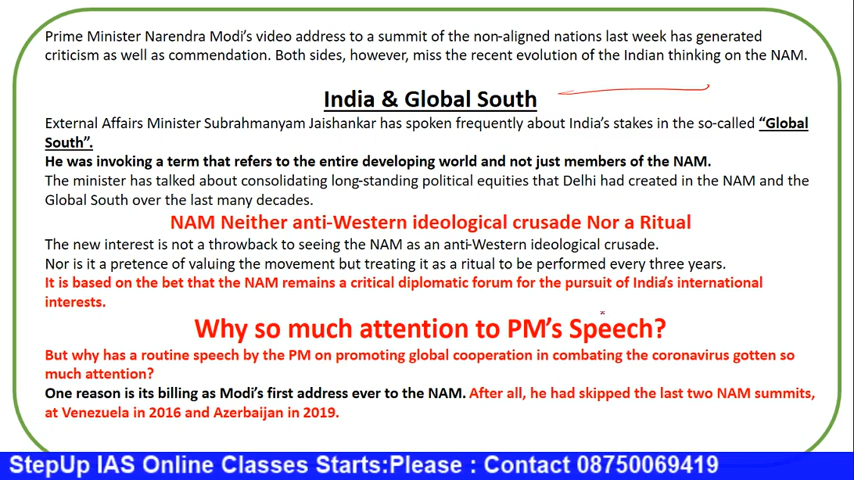 Prime Minister Narendra Modi’s video address to a summit of the non-aligned nations last week has generated
criticism as well as commendation. Both sides, however, miss the recent evolution of the Indian thinking on the NAM.
India & Global South
External Affairs Minister Subrahmanyam Jaishankar has spoken frequently about India’s stakes in the so-called “Global
South”.
He was invoking a term that refers to the entire developing world and not just members of the NAM.
The minister has talked about consolidating long-standing political equities that Delhi had created in the NAM and the
Global South over the last many decades.
NAM Neither anti-Western ideological crusade Nor a Ritual
The new interest is not a throwback to seeing the NAM as an anti-Western ideological crusade.
Nor is it a pretence of valuing the movement but treating it as a ritual to be performed every three years.
It is based on the bet that the NAM remains a critical diplomatic forum for the pursuit of India’s international
interests.
Why so much attention to PM’s Speech?
But why has a routine speech by the PM on promoting global cooperation in combating the coronavirus gotten so
much attention?
One reason is its billing as Modi’s first address ever to the NAM. After all, he had skipped the last two NAM summits,
at Venezuela in 2016 and Azerbaijan in 2019.
StepUp IAS Online Classes Starts:Please : Contact 08750069419